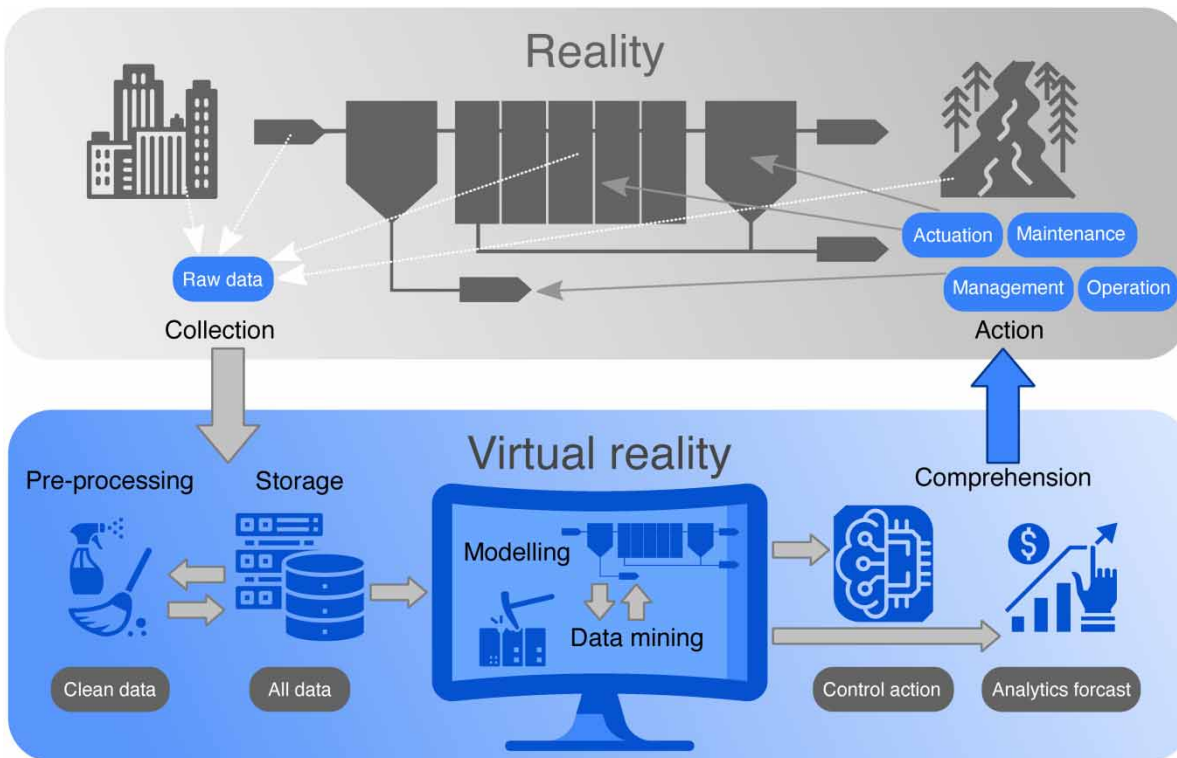 Reality
Raw data
Collection
Actuation
Maintenance
Management
Operation
Action
Virtual reality
Pre-processing
Storage
Comprehension
Modelling
Data mining
$
Clean data
All data
Control action
Analytics forcast